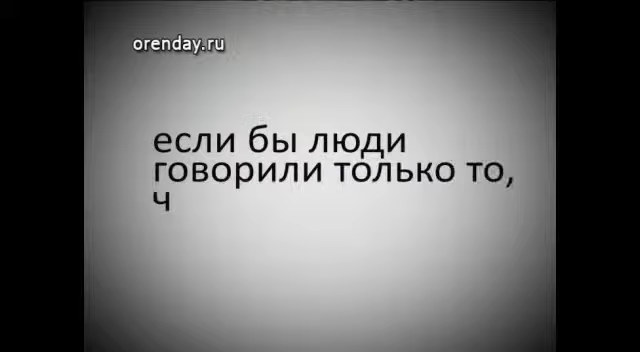 orenday.ru
если бы люди
говорили только то,
ч